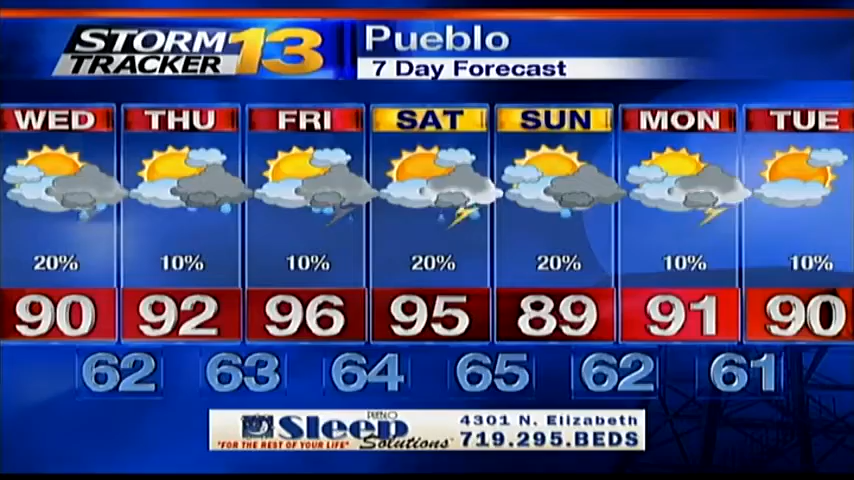 STORM TRACKER 13
Pueblo
7 Day Forecast
WED THU FRI SAT SUN MON TUE
20% 10% 10% 20% 20% 10% 10%
90 92 96 95 89 91 90
62 63 64 65 62 61
PUEBLO
Sleep Solutions
"FOR THE REST OF YOUR LIFE"
4301 N. Elizabeth
719.295.BEDS